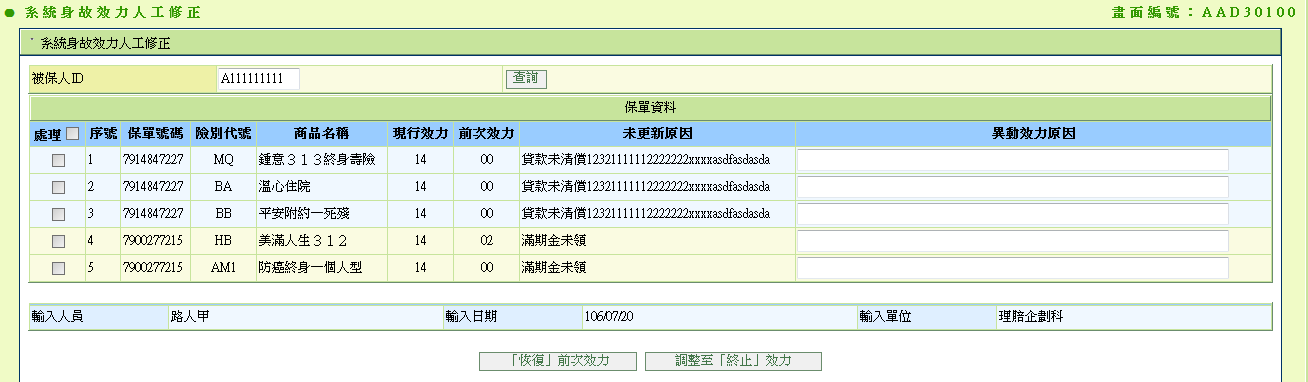 系統身故效力人工修正 畫面編號：AAD30100
系統身故效力人工修正
被保人ID A111111111 查詢
保單資料
處理 序號 保單號碼 險別代號 商品名稱 現行效力 前次效力 未更新原因 異動效力原因
1 7914847227 MQ 鍾意３１３終身壽險 14 00 貸款未清償12321111112222222xxxxasdfasdasda
2 7914847227 BA 溫心住院 14 00 貸款未清償12321111112222222xxxxasdfasdasda
3 7914847227 BB 平安附約一死殘 14 00 貸款未清償12321111112222222xxxxasdfasdasda
4 7900277215 HB 美滿人生３１２ 14 02 滿期金未領
5 7900277215 AM1 防癌終身一個人型 14 00 滿期金未領
輸入人員 路人甲 輸入日期 106/07/20 輸入單位 理賠企劃科
「恢復」前次效力 調整至「終止」效力